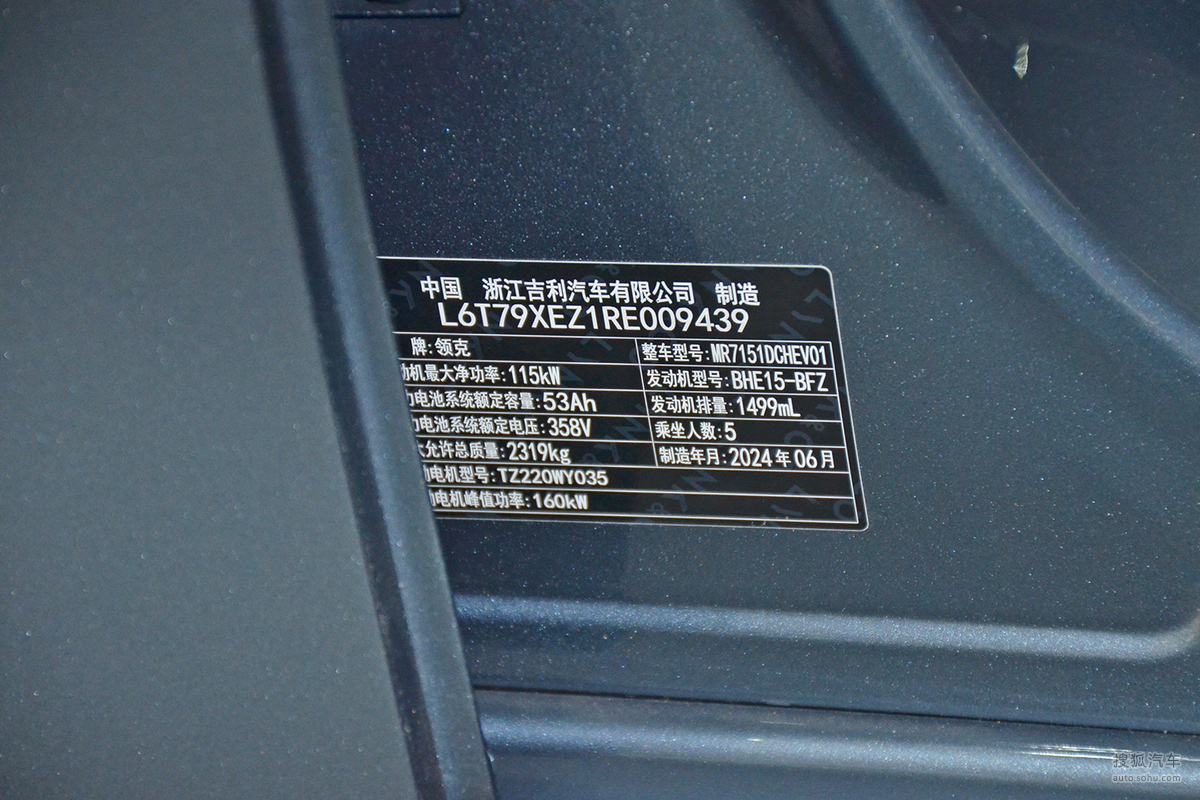 中国 浙江吉利汽车有限公司 制造
L6T79XEZ1RE009439
牌:领克 整车型号:MR7151DCHEV01
动机最大净功率:115kW 发动机型号:BHE15-BFZ
力电池系统额定容量:53Ah 发动机排量:1499mL
力电池系统额定电压:358V 乘坐人数:5
大允许总质量:2319kg 制造年月:2024年06月
动电机型号:TZ220WY035
动电机峰值功率:160kW
搜狐汽车
auto.sohu.com